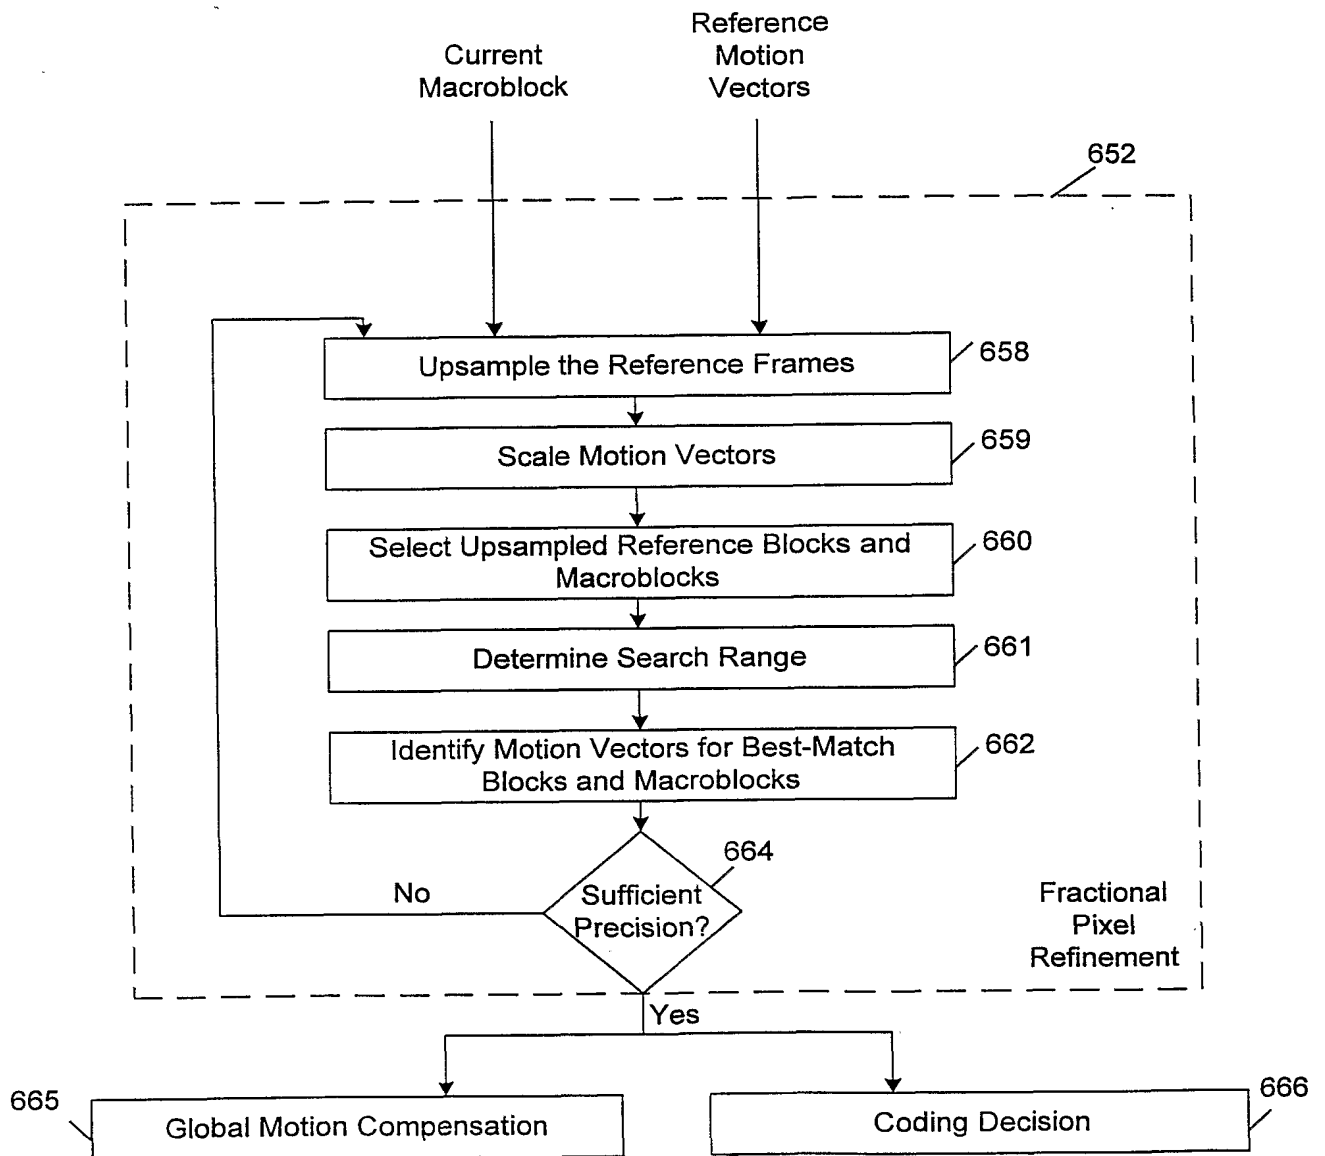 Current
Macroblock
Reference
Motion
Vectors
652
Upsample the Reference Frames
658
Scale Motion Vectors
659
Select Upsampled Reference Blocks and
Macroblocks
660
Determine Search Range
661
Identify Motion Vectors for Best-Match
Blocks and Macroblocks
662
664
Sufficient
Precision?
No
Fractional
Pixel
Refinement
Yes
665
Global Motion Compensation
Coding Decision
666